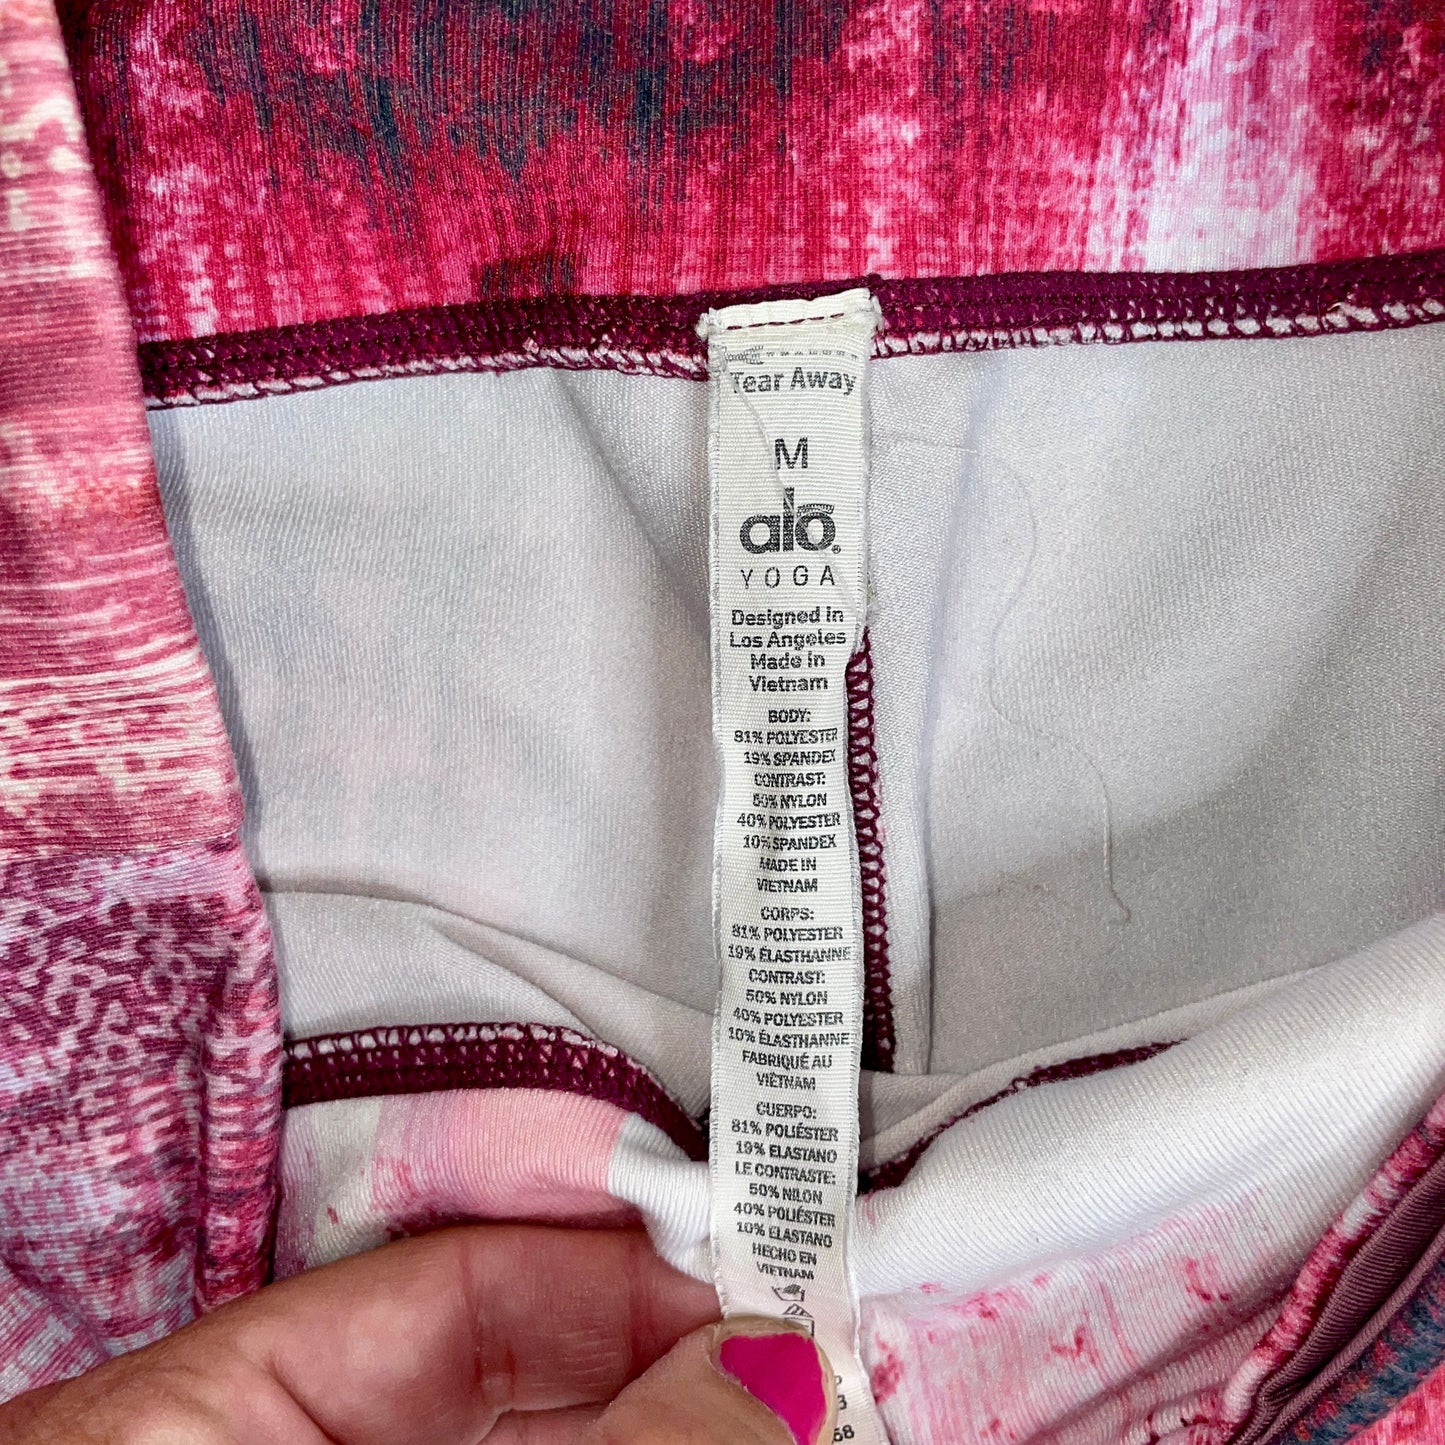 Tear Away
M
alo
YOGA
Designed in
Los Angeles
Made in
Vietnam
BODY:
81% POLYESTER
19% SPANDEX
CONTRAST:
50% NYLON
40% POLYESTER
10% SPANDEX
MADE IN
VIETNAM
CORPS:
81% POLYESTER
19% ÉLASTHANNE
CONTRAST:
50% NYLON
40% POLYESTER
10% ÉLASTHANNE
FABRIQUÉ AU
VIÊTNAM
CUERPO:
81% POLIÉSTER
19% ELASTANO
LE CONTRASTE:
50% NILON
40% POLIÉSTER
10% ELASTANO
HECHO EN
VIETNAM